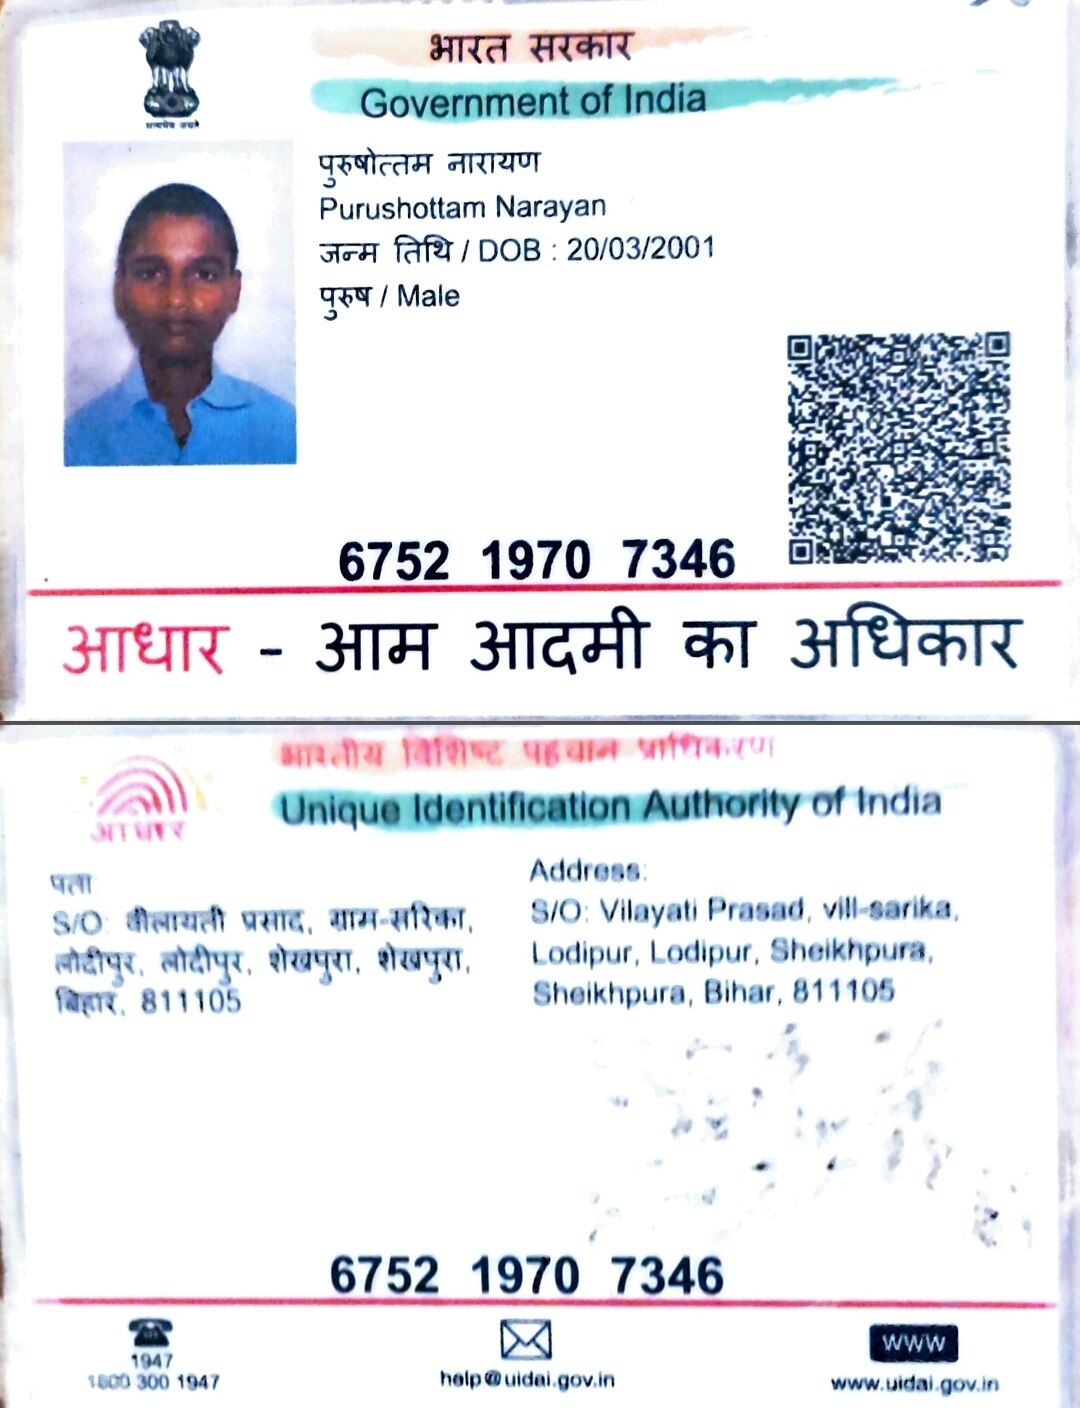 सत्यमेव जयते
भारत सरकार
Government of India
पुरुषोत्तम नारायण
Purushottam Narayan
जन्म तिथि / DOB : 20/03/2001
पुरुष / Male
6752 1970 7346
आधार - आम आदमी का अधिकार
भारतीय विशिष्ट पहचान प्राधिकरण
Unique Identification Authority of India
आधार
पता
S/O: वीलायती प्रसाद, ग्राम-सरिका,
लोदीपुर, लोदीपुर, शेखपुरा, शेखपुरा,
बिहार, 811105
Address:
S/O: Vilayati Prasad, vill-sarika,
Lodipur, Lodipur, Sheikhpura,
Sheikhpura, Bihar, 811105
6752 1970 7346
1947
1800 300 1947
help@uidai.gov.in
WWW
www.uidai.gov.in